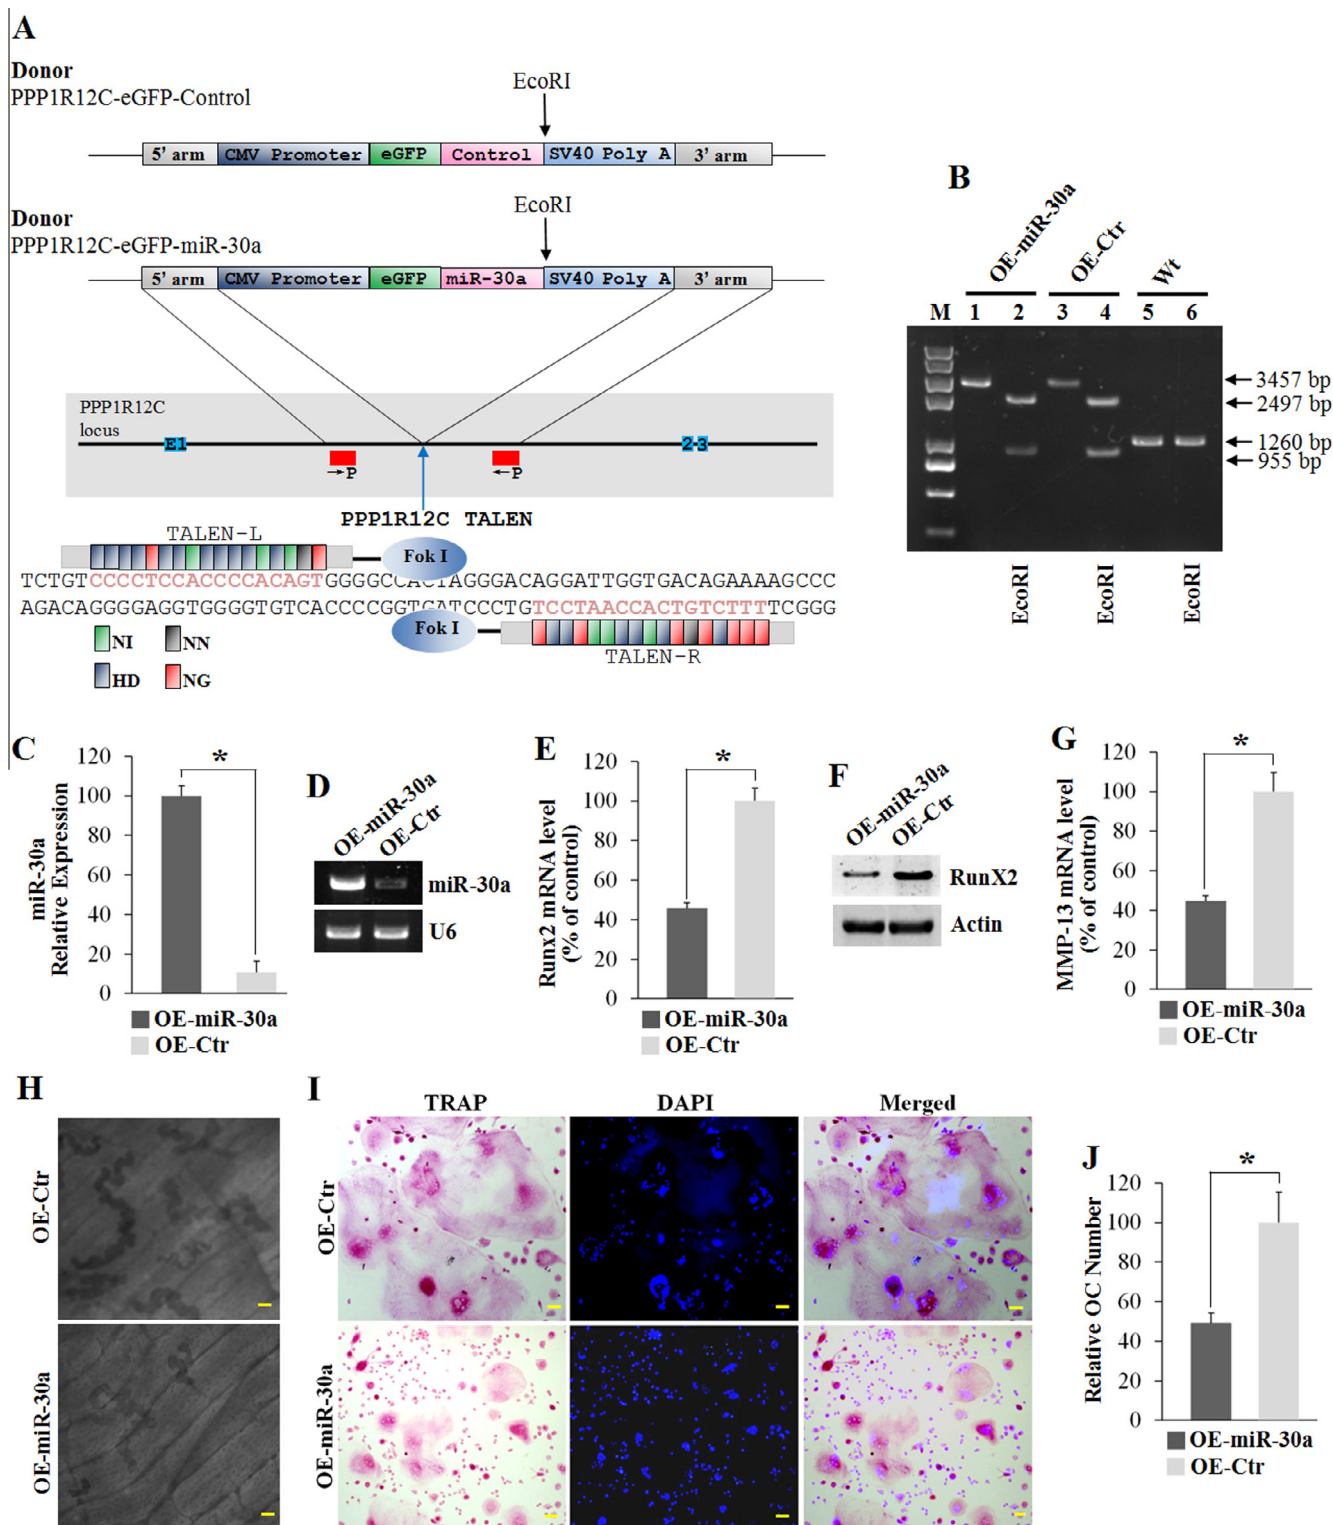 A
Donor
PPP1R12C-eGFP-Control
EcoRI
5' arm CMV Promoter eGFP Control SV40 Poly A 3' arm
Donor
PPP1R12C-eGFP-miR-30a
EcoRI
5' arm CMV Promoter eGFP miR-30a SV40 Poly A 3' arm
PPP1R12C
locus
E1 2 3
P P
PPP1R12C TALEN
TALEN-L
Fok I
TCTGTCCCCTCCACCCCACAGTGGGGCCACTAGGGACAGGATTGGTGACAGAAAAGCCC
AGACAGGGGAGGTGGGGTGTCACCCCGGTGATCCCTGTCCTAACCACTGTCTTTTCGGG
Fok I
TALEN-R
NI NN
HD NG
B
OE-miR-30a OE-Ctr Wt
M 1 2 3 4 5 6
3457 bp
2497 bp
1260 bp
955 bp
EcoRI EcoRI EcoRI
C
miR-30a
Relative Expression
120
100
80
60
40
20
0
*
OE-miR-30a
OE-Ctr
D
OE-miR-30a
OE-Ctr
miR-30a
U6
E
Runx2 mRNA level
(% of control)
120
100
80
60
40
20
0
*
OE-miR-30a
OE-Ctr
F
OE-miR-30a
OE-Ctr
RunX2
Actin
G
MMP-13 mRNA level
(% of control)
120
100
80
60
40
20
0
*
OE-miR-30a
OE-Ctr
H
OE-Ctr
OE-miR-30a
I
TRAP DAPI Merged
OE-Ctr
OE-miR-30a
J
Relative OC Number
120
100
80
60
40
20
0
*
OE-miR-30a
OE-Ctr